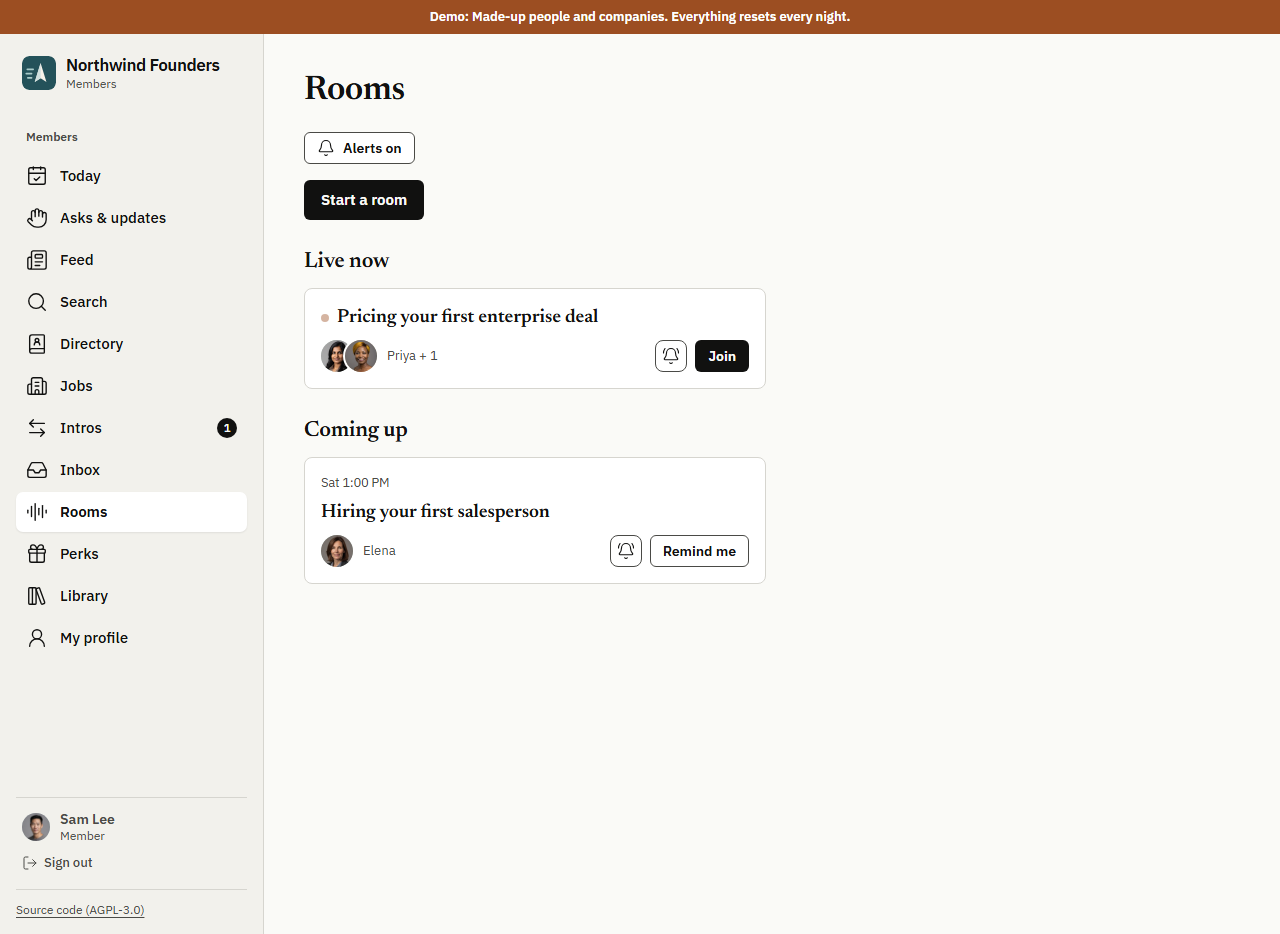 Demo: Made-up people and companies. Everything resets every night.
Northwind Founders
Members
Members
Today
Asks & updates
Feed
Search
Directory
Jobs
Intros
1
Inbox
Rooms
Perks
Library
My profile
Sam Lee
Member
Sign out
Source code (AGPL-3.0)
Rooms
Alerts on
Start a room
Live now
Pricing your first enterprise deal
Priya + 1
Join
Coming up
Sat 1:00 PM
Hiring your first salesperson
Elena
Remind me